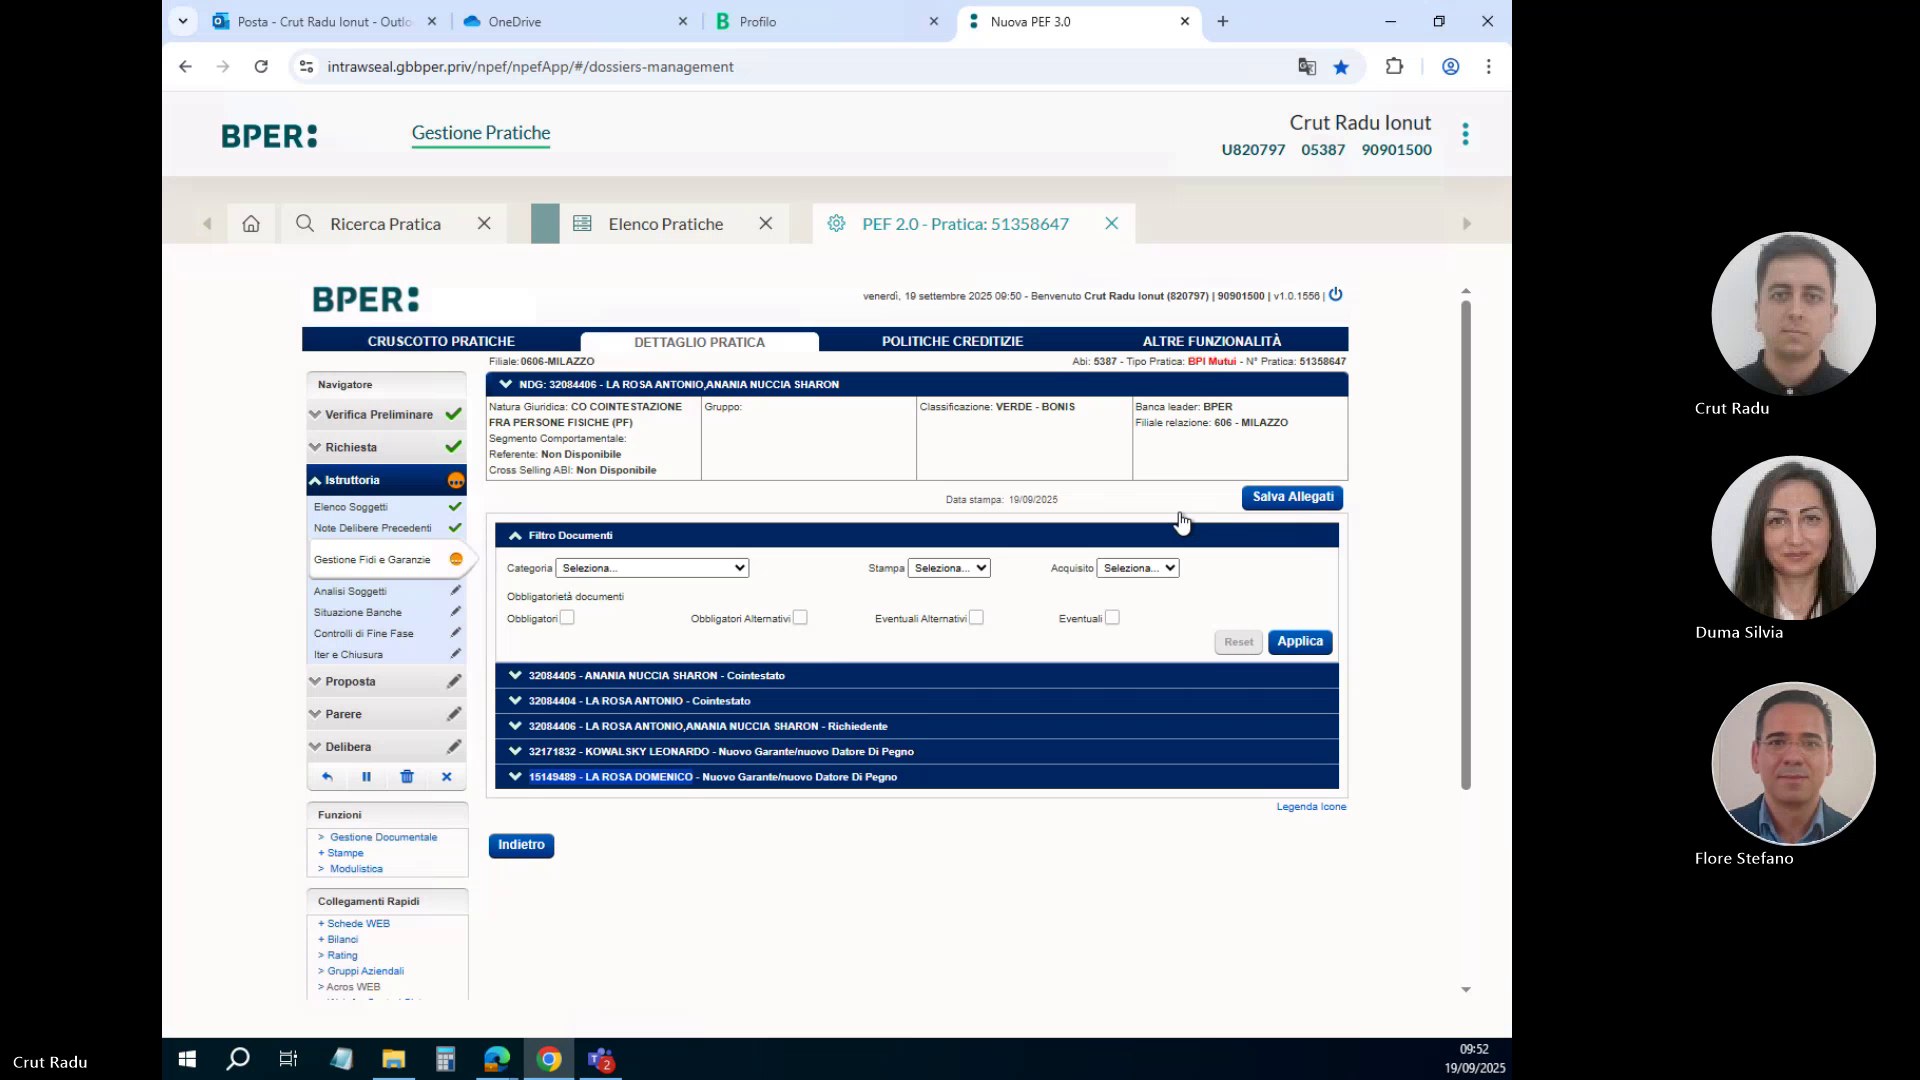 Posta - Crut Radu Ionut - Outlo
OneDrive
Profilo
Nuova PEF 3.0
intrawseal.gbbper.priv/npef/npefApp/#/dossiers-management
BPER:
Gestione Pratiche
Crut Radu Ionut
U820797 05387 90901500
Ricerca Pratica
Elenco Pratiche
PEF 2.0 - Pratica: 51358647
BPER:
venerdì, 19 settembre 2025 09:50 - Benvenuto Crut Radu Ionut (820797) | 90901500 | v1.0.1556 |
CRUSCOTTO PRATICHE
DETTAGLIO PRATICA
POLITICHE CREDITIZIE
ALTRE FUNZIONALITÀ
Filiale: 0606-MILAZZO
Abi: 5387 - Tipo Pratica: BPI Mutui - N° Pratica: 51358647
Navigatore
Verifica Preliminare
Richiesta
Istruttoria
Elenco Soggetti
Note Delibere Precedenti
Gestione Fidi e Garanzie
Analisi Soggetti
Situazione Banche
Controlli di Fine Fase
Iter e Chiusura
Proposta
Parere
Delibera
Funzioni
> Gestione Documentale
+ Stampe
> Modulistica
Collegamenti Rapidi
+ Schede WEB
+ Bilanci
> Rating
> Gruppi Aziendali
> Acros WEB
NDG: 32084406 - LA ROSA ANTONIO,ANANIA NUCCIA SHARON
Natura Giuridica: CO COINTESTAZIONE
FRA PERSONE FISICHE (PF)
Segmento Comportamentale:
Referente: Non Disponibile
Cross Selling ABI: Non Disponibile
Gruppo:
Classificazione: VERDE - BONIS
Banca leader: BPER
Filiale relazione: 606 - MILAZZO
Data stampa: 19/09/2025
Salva Allegati
Filtro Documenti
Categoria Seleziona...
Stampa Seleziona...
Acquisito Seleziona...
Obbligatorietà documenti
Obbligatori
Obbligatori Alternativi
Eventuali Alternativi
Eventuali
Reset
Applica
32084405 - ANANIA NUCCIA SHARON - Cointestato
32084404 - LA ROSA ANTONIO - Cointestato
32084406 - LA ROSA ANTONIO,ANANIA NUCCIA SHARON - Richiedente
32171832 - KOWALSKY LEONARDO - Nuovo Garante/nuovo Datore Di Pegno
15149489 - LA ROSA DOMENICO - Nuovo Garante/nuovo Datore Di Pegno
Legenda Icone
Indietro
Crut Radu
Duma Silvia
Flore Stefano
2
09:52
19/09/2025
Crut Radu